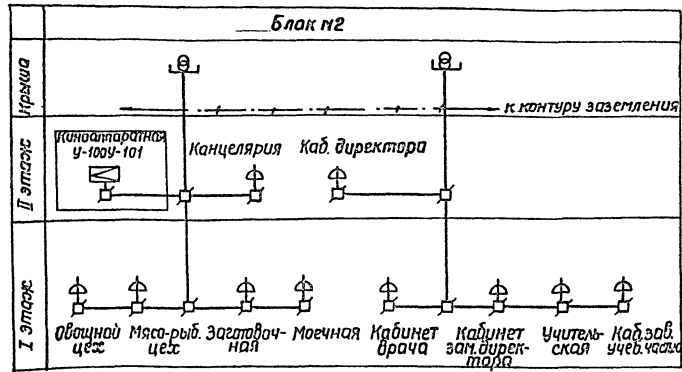 Блак №2
Крыша
к контуру заземления
II этаж
Киноаппаратная
У-100У-101
Канцелярия
Каб. директора
I этаж
Овощной
цех
Мясо-рыб.
цех
Заготовоч-
ная
Моечная
Кабинет
врача
Кабинет
зам. дирек-
тора
Учитель-
ская
Каб. зав.
учеб. частью